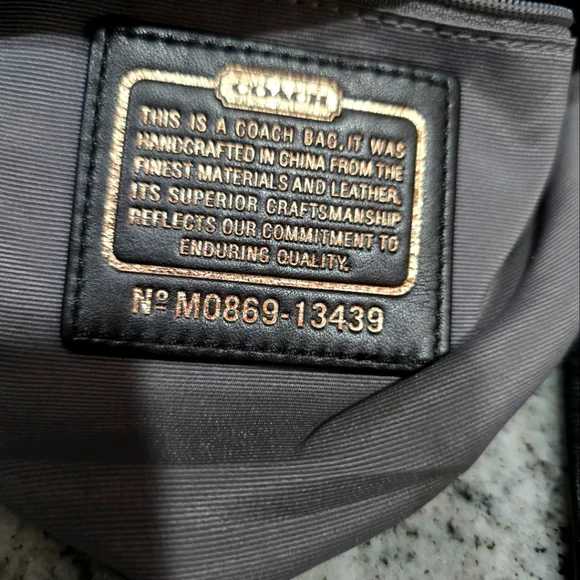 COACH
THIS IS A COACH BAG. IT WAS
HANDCRAFTED IN CHINA FROM THE
FINEST MATERIALS AND LEATHER.
ITS SUPERIOR CRAFTSMANSHIP
REFLECTS OUR COMMITMENT TO
ENDURING QUALITY.
Nº M0869-13439